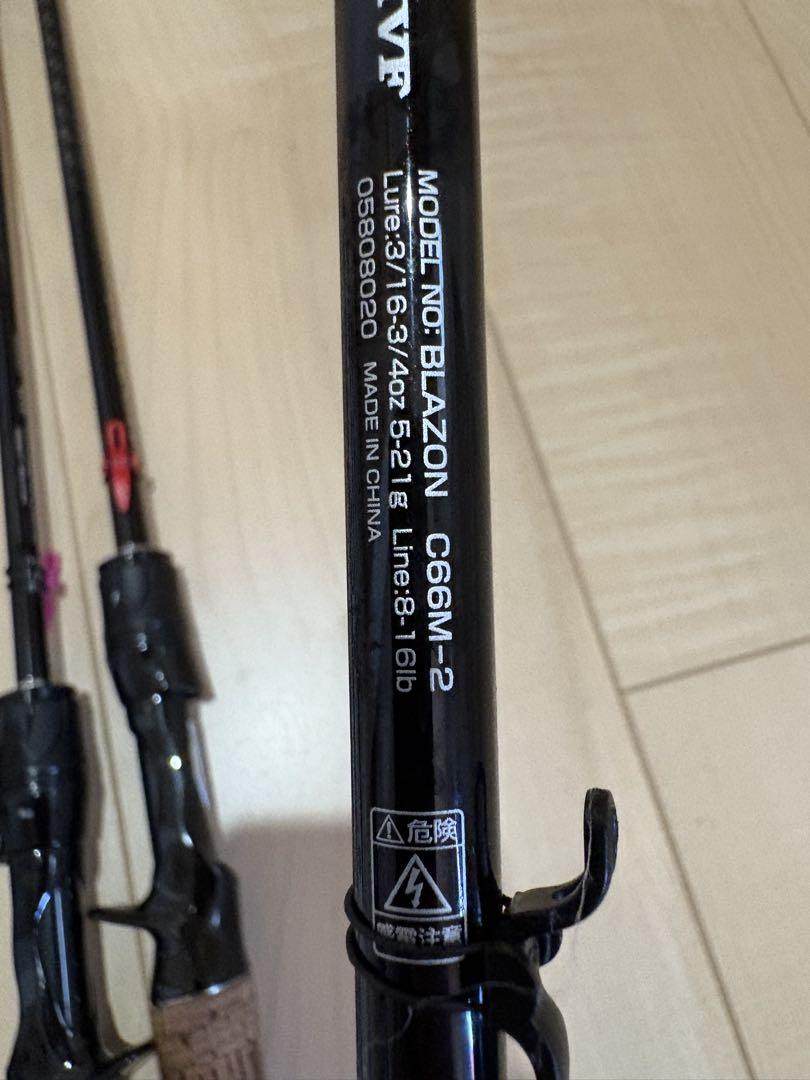 MODEL NO: BLAZON C66M-2
Lure:3/16-3/4oz 5-21g Line:8-16lb
05808020 MADE IN CHINA
⚠危険
感電注意